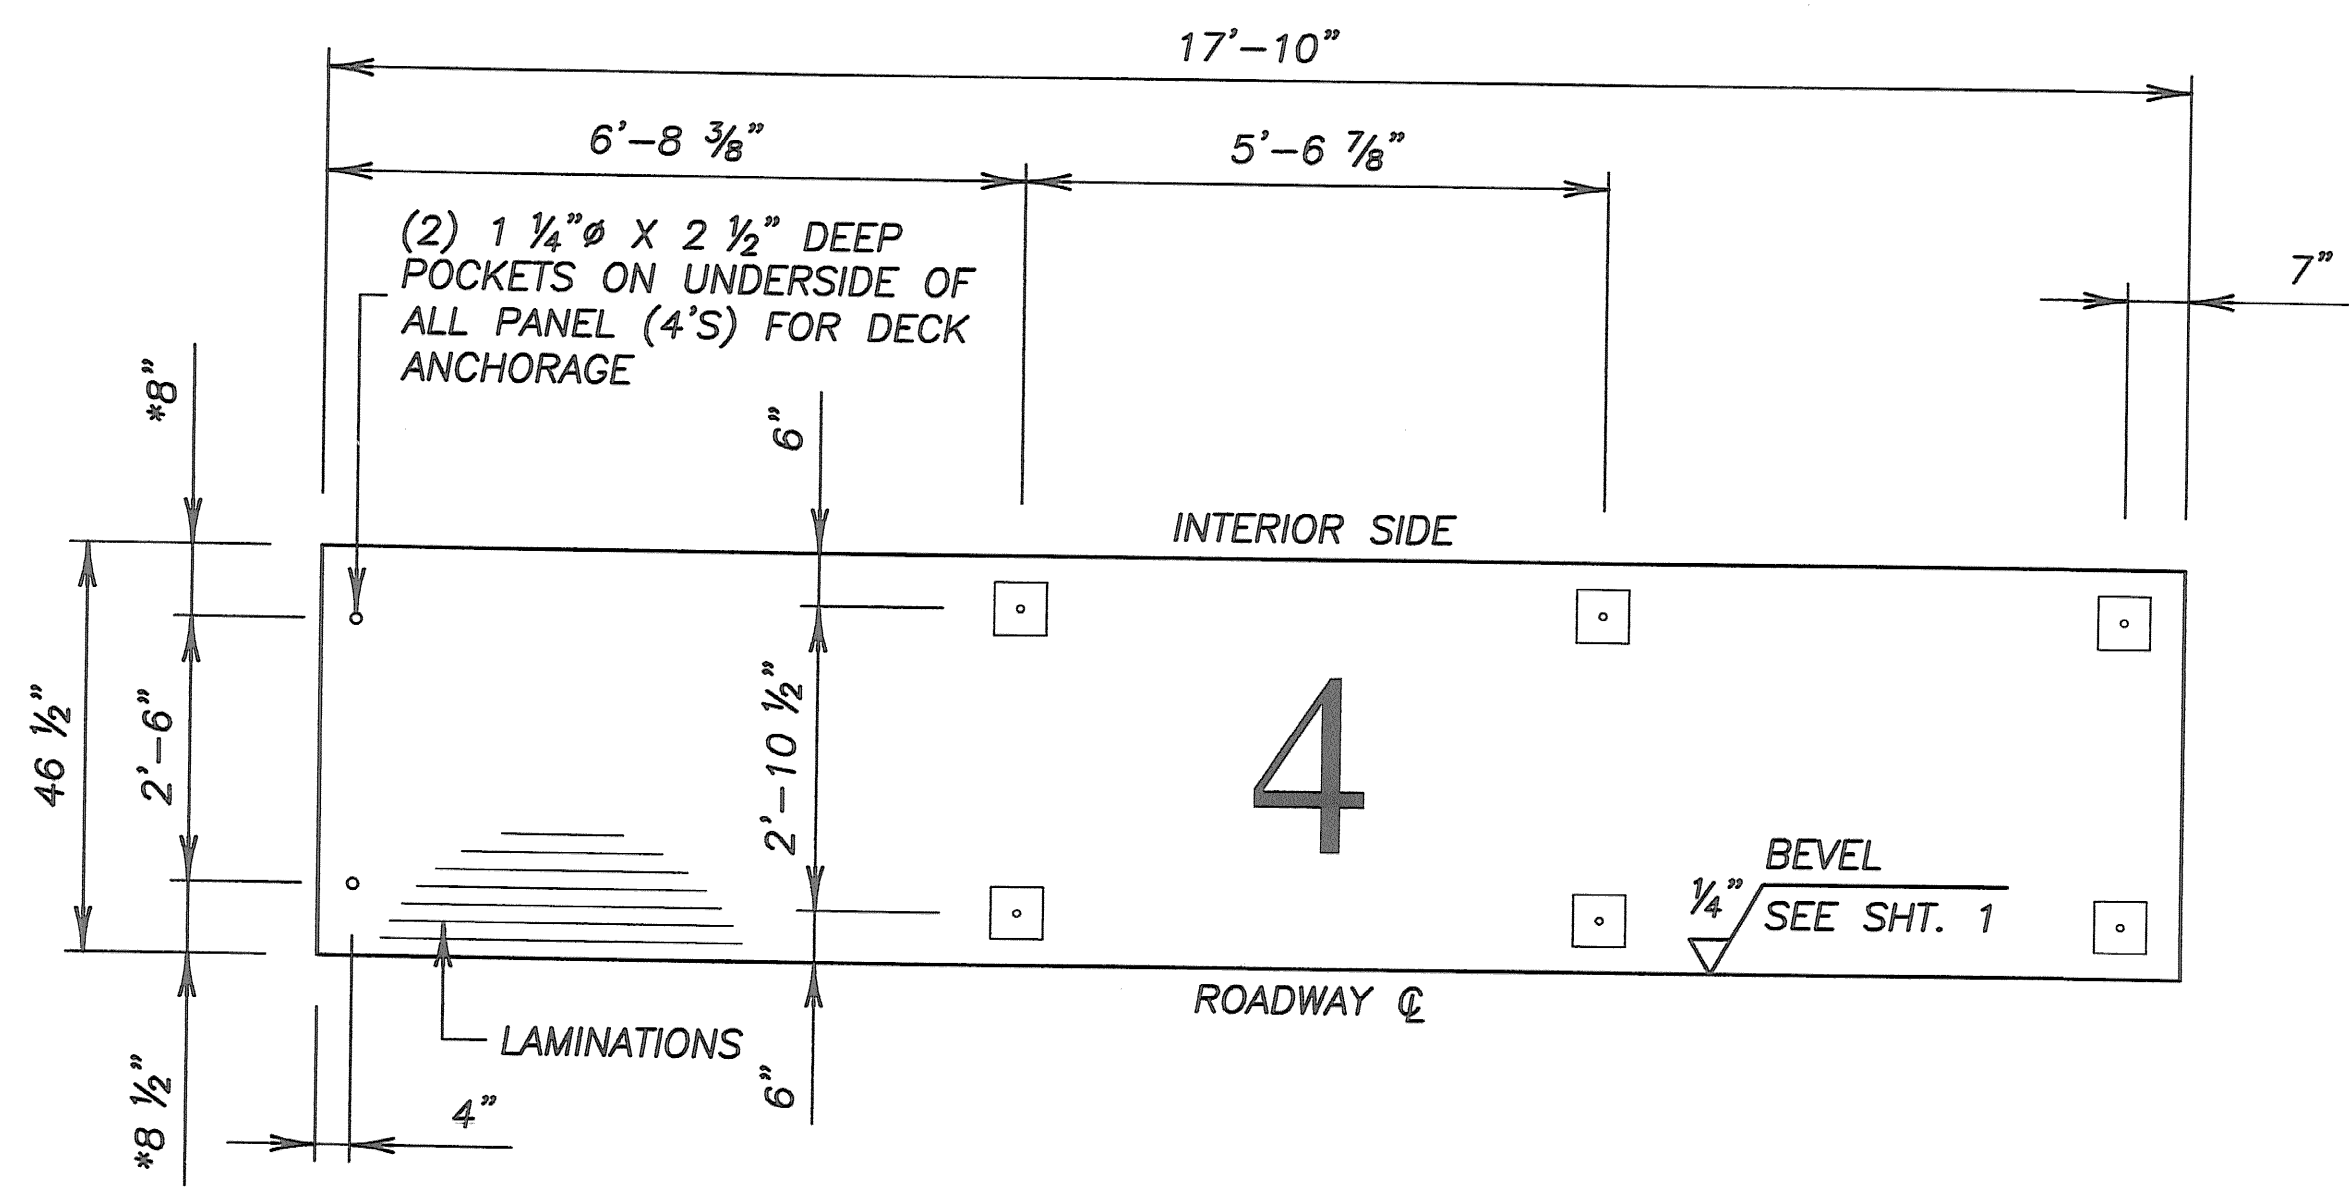 17'-10"
6'-8 3/8"
5'-6 7/8"
7"
(2) 1 1/4"ø X 2 1/2" DEEP
POCKETS ON UNDERSIDE OF
ALL PANEL (4'S) FOR DECK
ANCHORAGE
*8"
6"
INTERIOR SIDE
46 1/2"
2'-6"
2'-10 1/2"
4
BEVEL
1/4"
SEE SHT. 1
ROADWAY ℄
LAMINATIONS
*8 1/2"
4"
6"